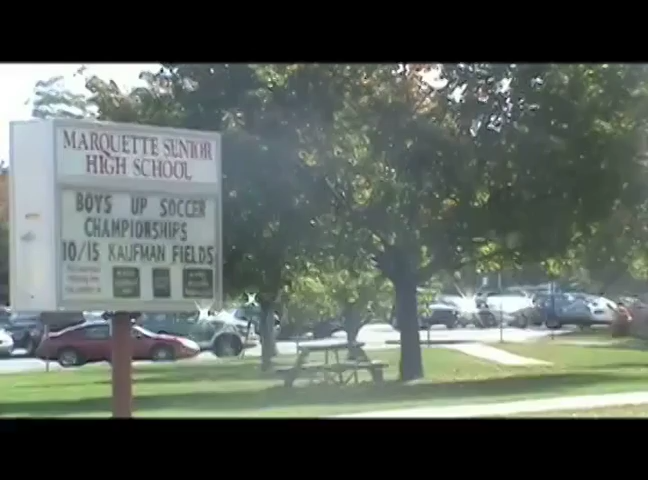 MARQUETTE SENIOR
HIGH SCHOOL
BOYS UP SOCCER
CHAMPIONSHIPS
10/15 KAUFMAN FIELDS